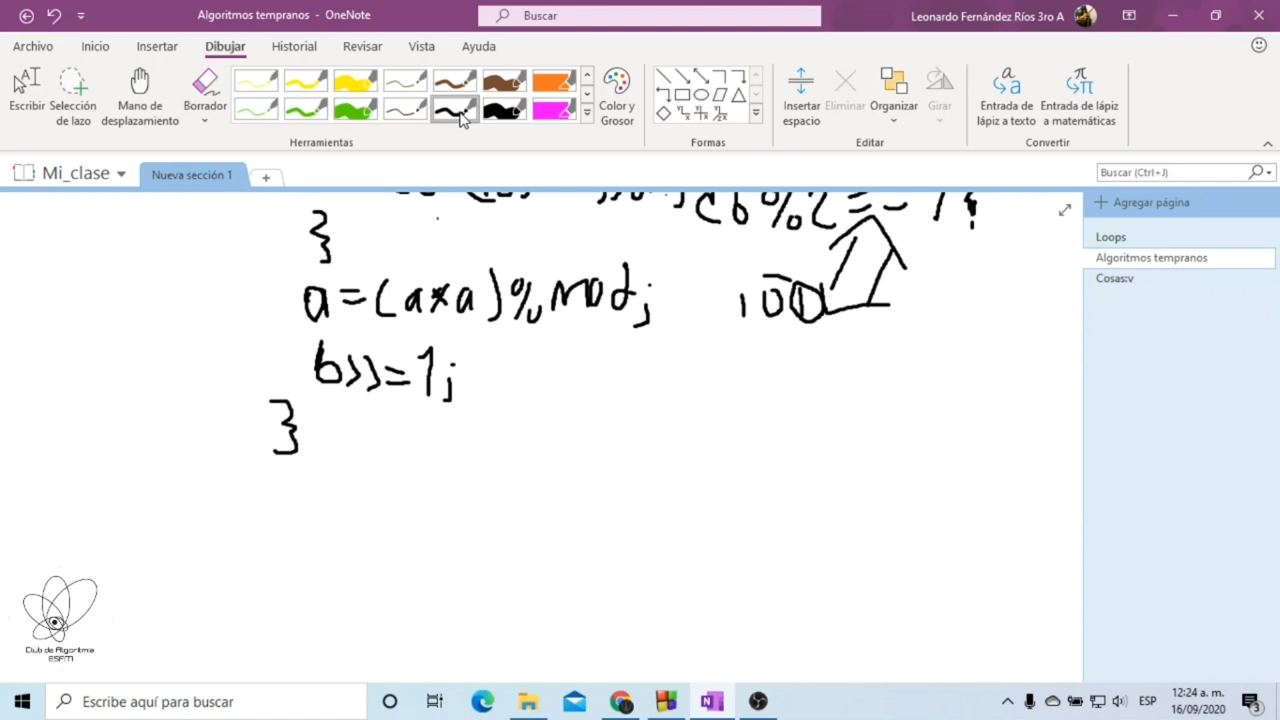 Algoritmos tempranos - OneNote
Buscar
Leonardo Fernández Ríos 3ro A
Archivo Inicio Insertar Dibujar Historial Revisar Vista Ayuda
Escribir
Selección de lazo
Mano de desplazamiento
Borrador
Color y Grosor
Insertar espacio
Eliminar
Organizar
Girar
Entrada de lápiz a texto
Entrada de lápiz a matemáticas
Herramientas Formas Editar Convertir
Mi_clase
Nueva sección 1
Buscar (Ctrl+J)
Agregar página
Loops
Algoritmos tempranos
Cosas:v
b%2==1?
}
a=(a*a)%mod;
100
b>>=1;
}
Club de Algoritmia
ESFM
Escribe aquí para buscar
ESP
12:24 a. m.
16/09/2020
3